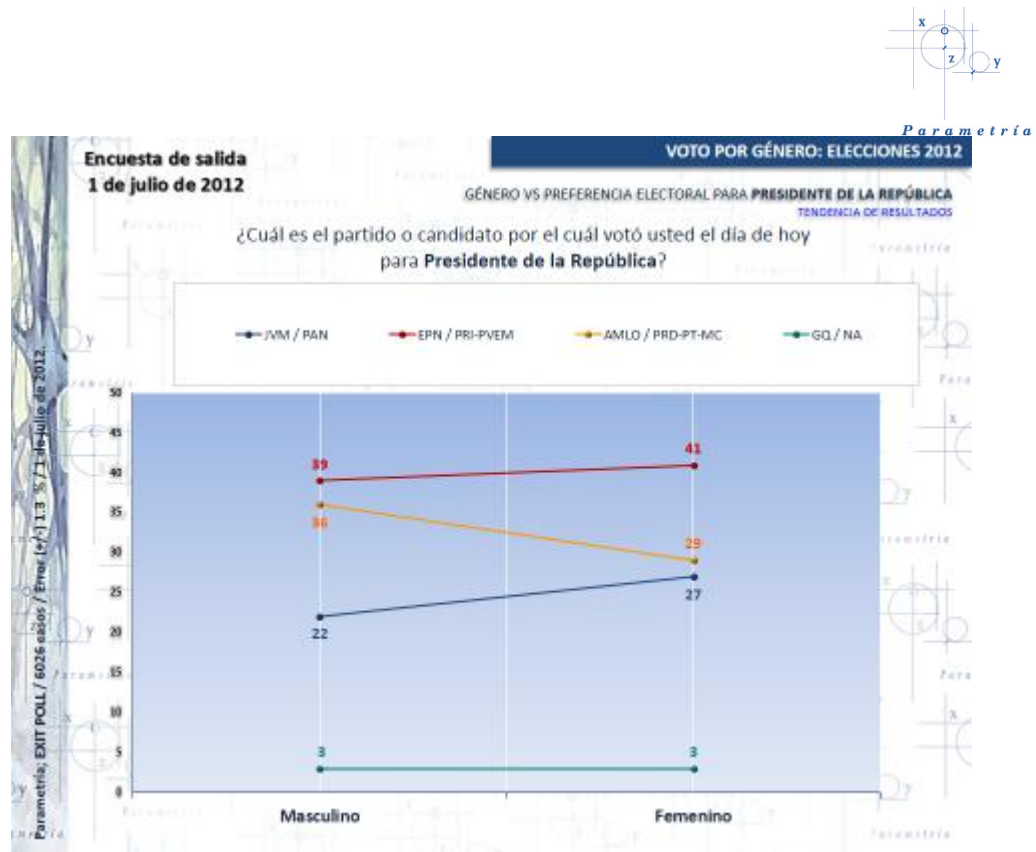 x
z
y
Parametría
Encuesta de salida
1 de julio de 2012
VOTO POR GÉNERO: ELECCIONES 2012
GÉNERO VS PREFERENCIA ELECTORAL PARA PRESIDENTE DE LA REPÚBLICA
TENDENCIA DE RESULTADOS
¿Cuál es el partido o candidato por el cuál votó usted el día de hoy
para Presidente de la República?
JVM / PAN
EPN / PRI-PVEM
AMLO / PRD-PT-MC
GQ / NA
50
45
40
35
30
25
20
15
10
5
0
39
41
36
29
22
27
3
3
Masculino
Femenino
Parametría; EXIT POLL / 6026 casos / Error (+/-) 1.3 % / 1 de julio de 2012.